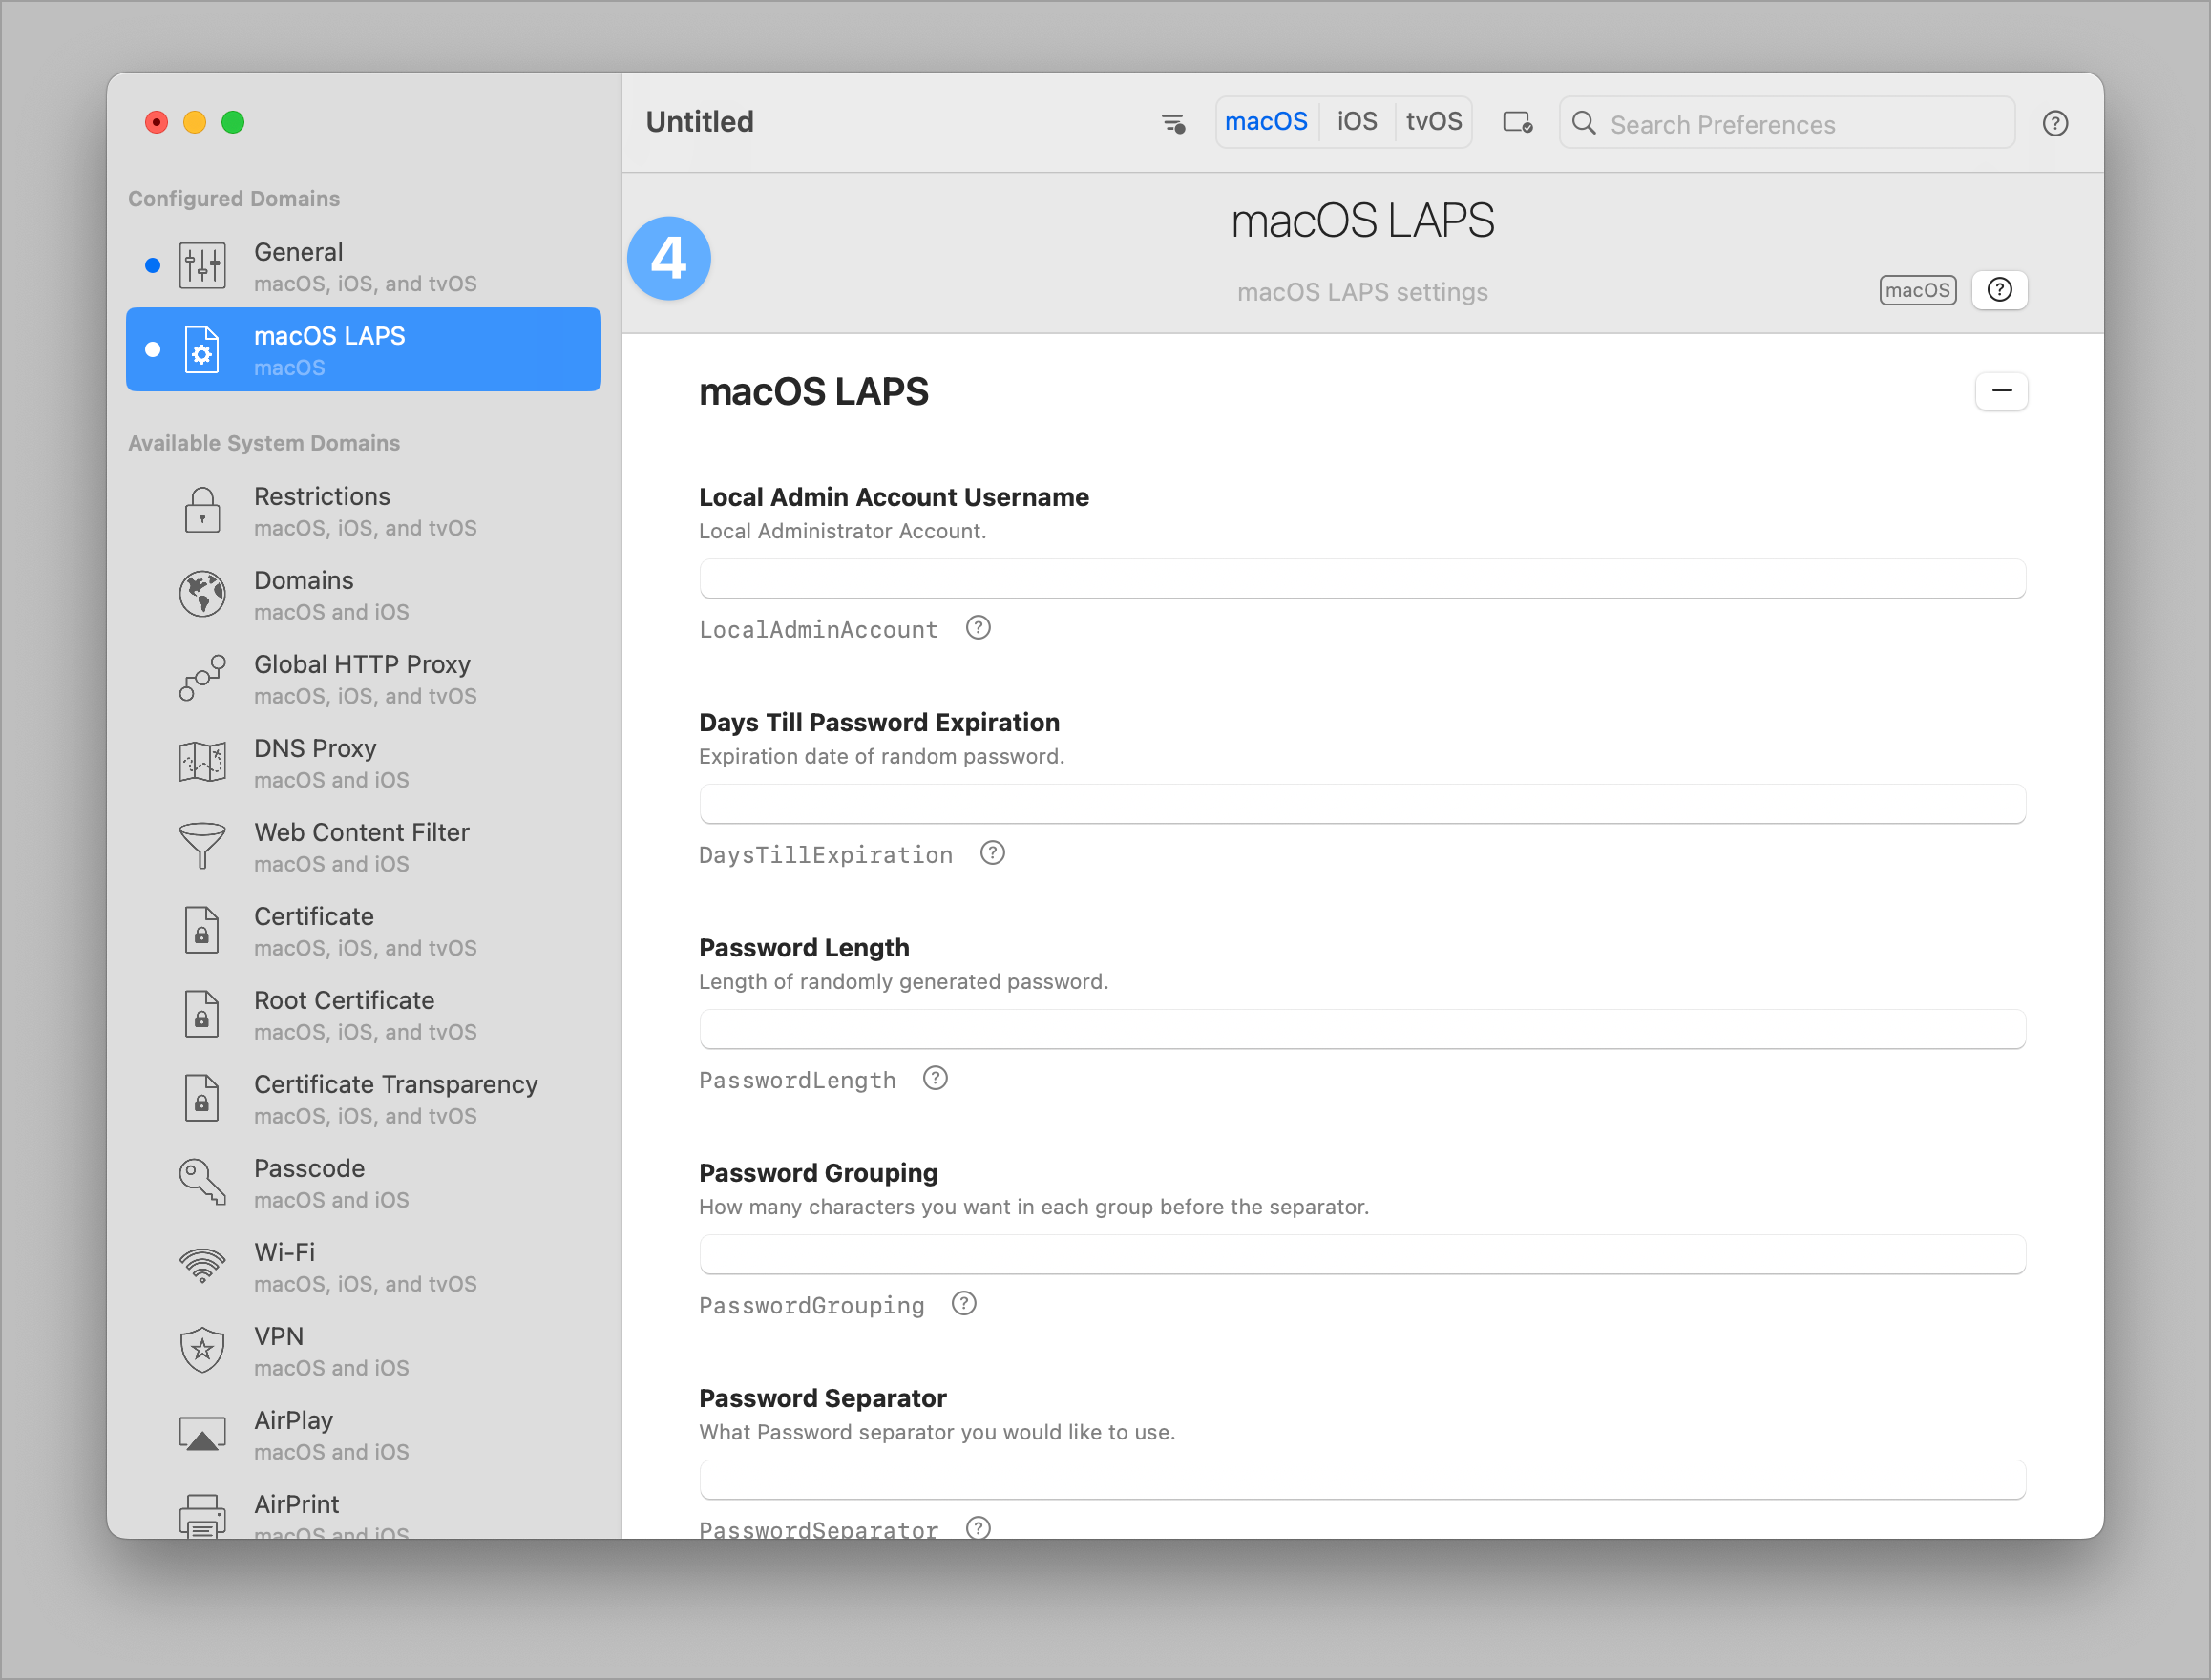 Untitled
macOS
iOS
tvOS
Search Preferences
Configured Domains
General
macOS, iOS, and tvOS
macOS LAPS
macOS
Available System Domains
Restrictions
macOS, iOS, and tvOS
Domains
macOS and iOS
Global HTTP Proxy
macOS, iOS, and tvOS
DNS Proxy
macOS and iOS
Web Content Filter
macOS and iOS
Certificate
macOS, iOS, and tvOS
Root Certificate
macOS, iOS, and tvOS
Certificate Transparency
macOS, iOS, and tvOS
Passcode
macOS and iOS
Wi-Fi
macOS, iOS, and tvOS
VPN
macOS and iOS
AirPlay
macOS and iOS
AirPrint
macOS and iOS
4
macOS LAPS
macOS LAPS settings
macOS
macOS LAPS
Local Admin Account Username
Local Administrator Account.
LocalAdminAccount
Days Till Password Expiration
Expiration date of random password.
DaysTillExpiration
Password Length
Length of randomly generated password.
PasswordLength
Password Grouping
How many characters you want in each group before the separator.
PasswordGrouping
Password Separator
What Password separator you would like to use.
PasswordSeparator